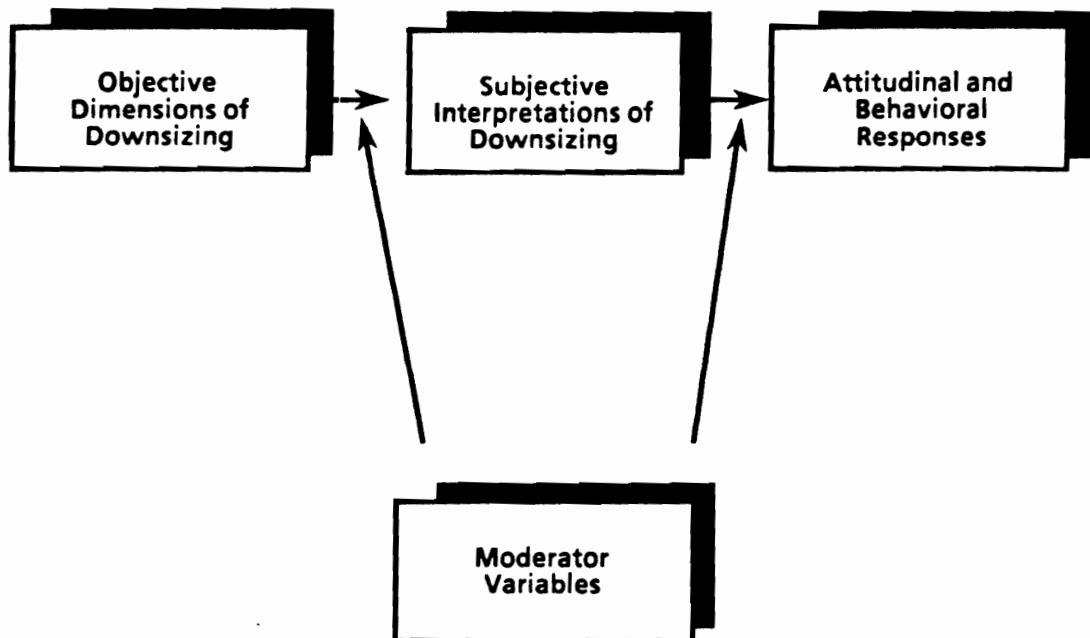 Objective
Dimensions of
Downsizing
Subjective
Interpretations of
Downsizing
Attitudinal and
Behavioral
Responses
Moderator
Variables